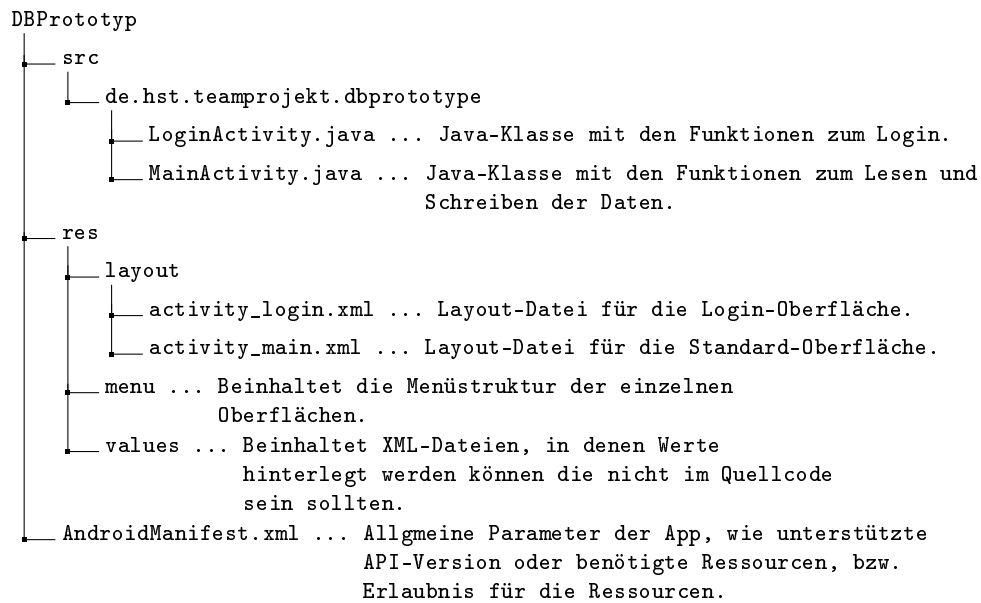 DBPrototyp
src
de.hst.teamprojekt.dbprototype
LoginActivity.java ... Java-Klasse mit den Funktionen zum Login.
MainActivity.java ... Java-Klasse mit den Funktionen zum Lesen und
Schreiben der Daten.
res
layout
activity_login.xml ... Layout-Datei für die Login-Oberfläche.
activity_main.xml ... Layout-Datei für die Standard-Oberfläche.
menu ... Beinhaltet die Menüstruktur der einzelnen
Oberflächen.
values ... Beinhaltet XML-Dateien, in denen Werte
hinterlegt werden können die nicht im Quellcode
sein sollten.
AndroidManifest.xml ... Allgmeine Parameter der App, wie unterstützte
API-Version oder benötigte Ressourcen, bzw.
Erlaubnis für die Ressourcen.